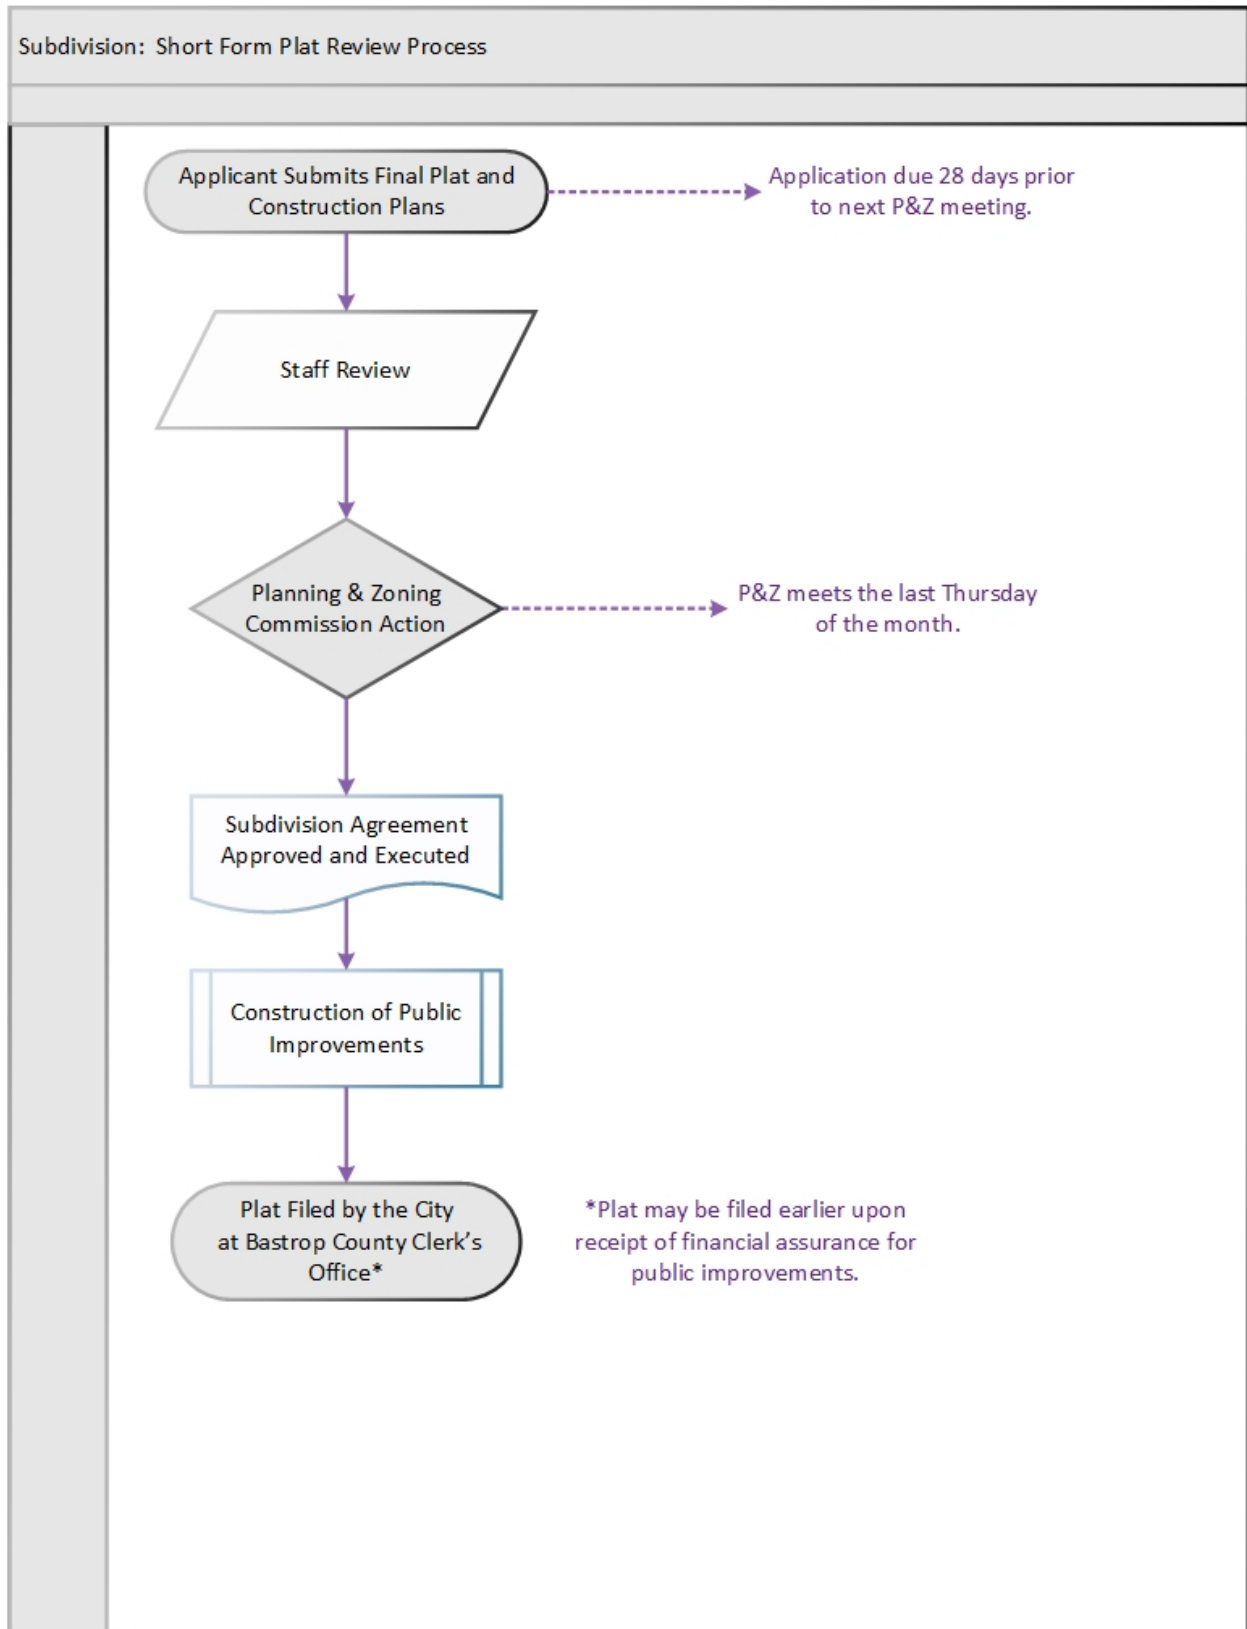 Subdivision: Short Form Plat Review Process
Applicant Submits Final Plat and
Construction Plans
Application due 28 days prior
to next P&Z meeting.
Staff Review
Planning & Zoning
Commission Action
P&Z meets the last Thursday
of the month.
Subdivision Agreement
Approved and Executed
Construction of Public
Improvements
Plat Filed by the City
at Bastrop County Clerk's
Office*
*Plat may be filed earlier upon
receipt of financial assurance for
public improvements.